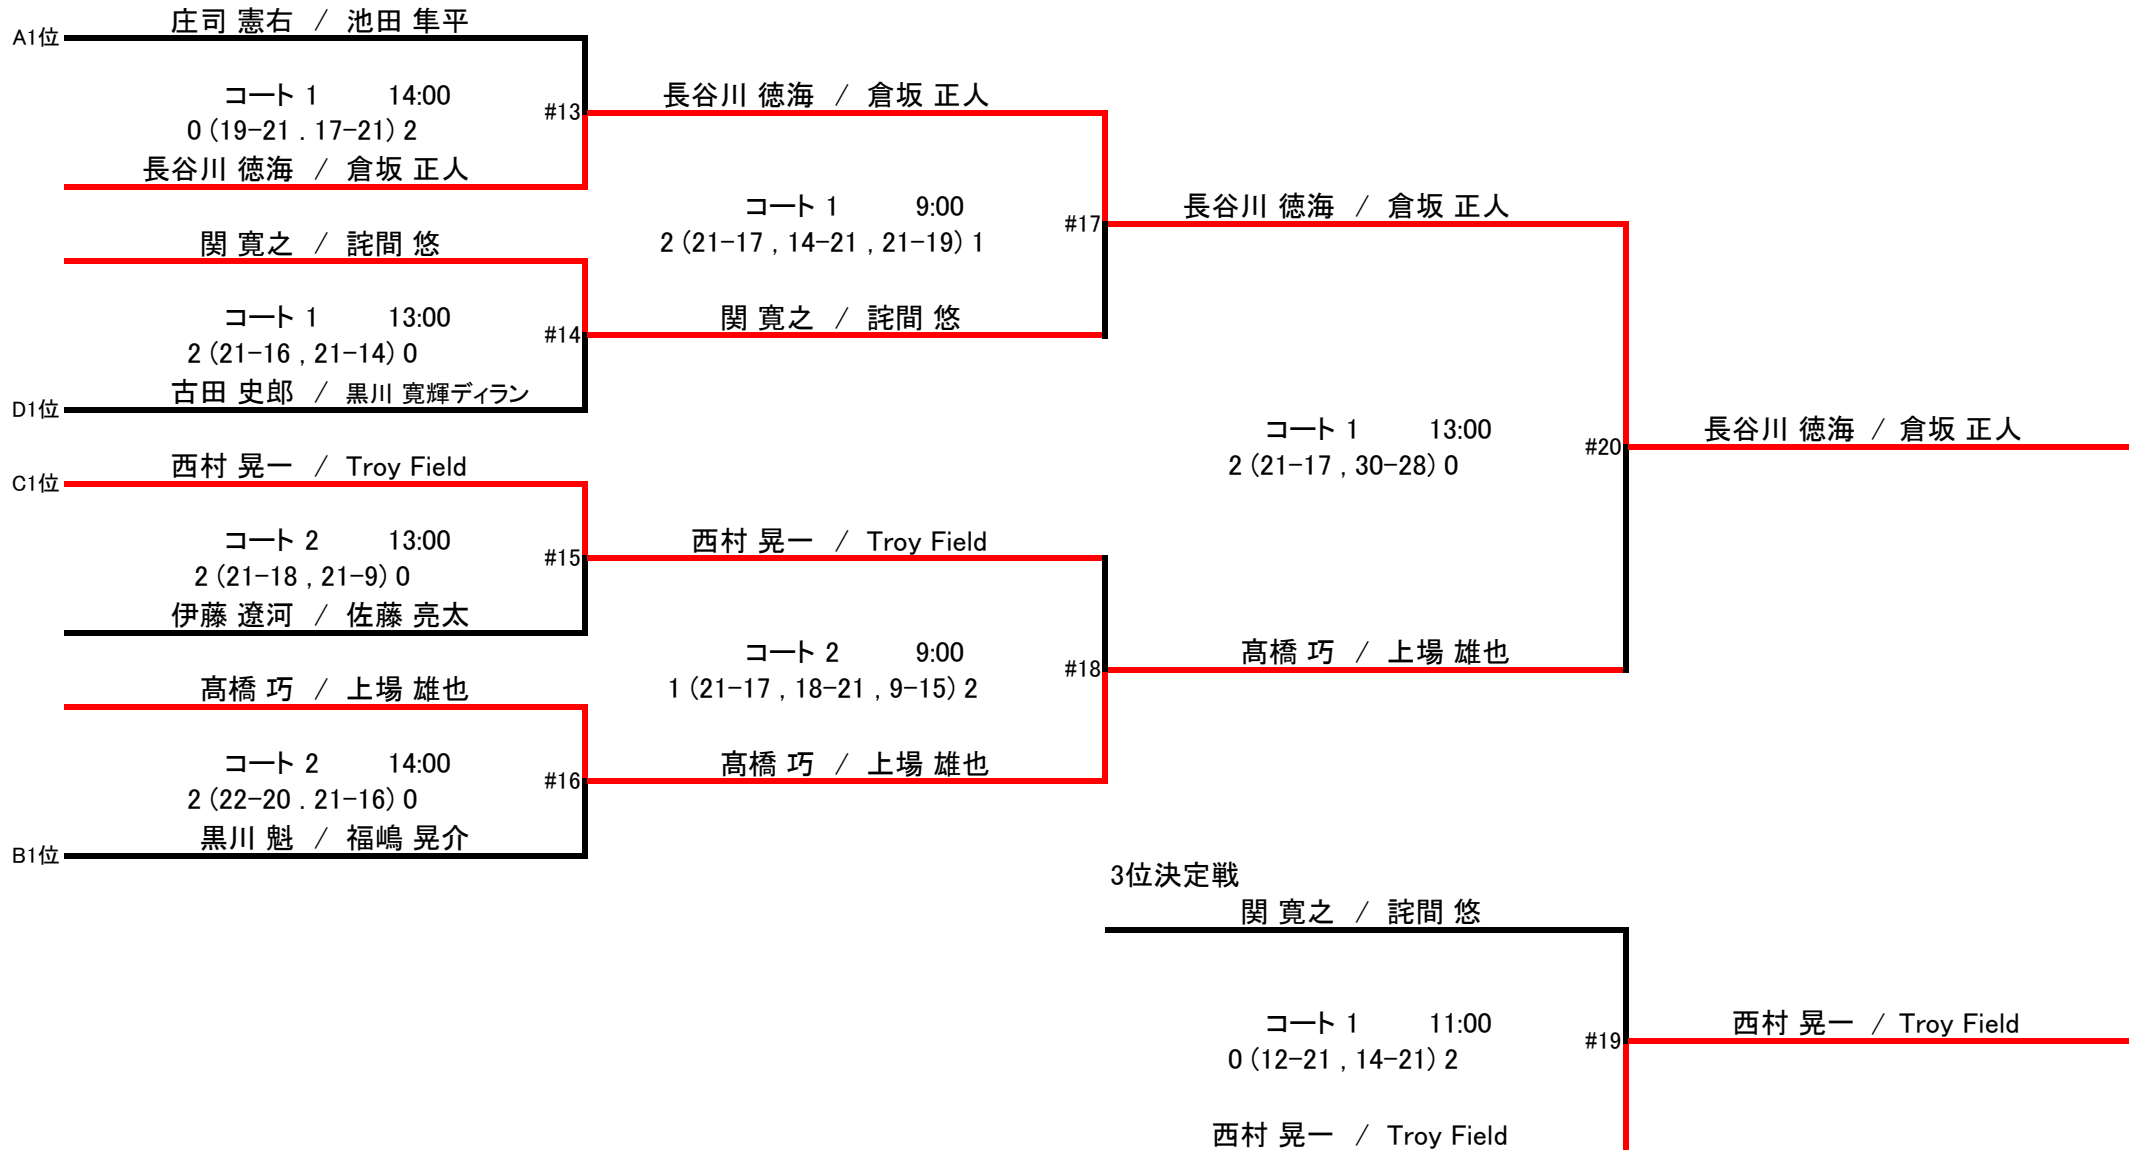 庄司 憲右 / 池田 隼平
A1位
コート 1 14:00
#13
0 (19-21 . 17-21) 2
長谷川 徳海 / 倉坂 正人
長谷川 徳海 / 倉坂 正人
関 寛之 / 詫間 悠
コート 1 13:00
#14
2 (21-16 , 21-14) 0
古田 史郎 / 黒川 寛輝ディラン
D1位
コート 1 9:00
#17
2 (21-17 , 14-21 , 21-19) 1
関 寛之 / 詫間 悠
長谷川 徳海 / 倉坂 正人
西村 晃一 / Troy Field
C1位
コート 2 13:00
#15
2 (21-18 , 21-9) 0
伊藤 遼河 / 佐藤 亮太
西村 晃一 / Troy Field
髙橋 巧 / 上場 雄也
コート 2 14:00
#16
2 (22-20 . 21-16) 0
黒川 魁 / 福嶋 晃介
B1位
コート 2 9:00
#18
1 (21-17 , 18-21 , 9-15) 2
髙橋 巧 / 上場 雄也
髙橋 巧 / 上場 雄也
コート 1 13:00
#20
2 (21-17 , 30-28) 0
長谷川 徳海 / 倉坂 正人
3位決定戦
関 寛之 / 詫間 悠
コート 1 11:00
#19
0 (12-21 , 14-21) 2
西村 晃一 / Troy Field
西村 晃一 / Troy Field